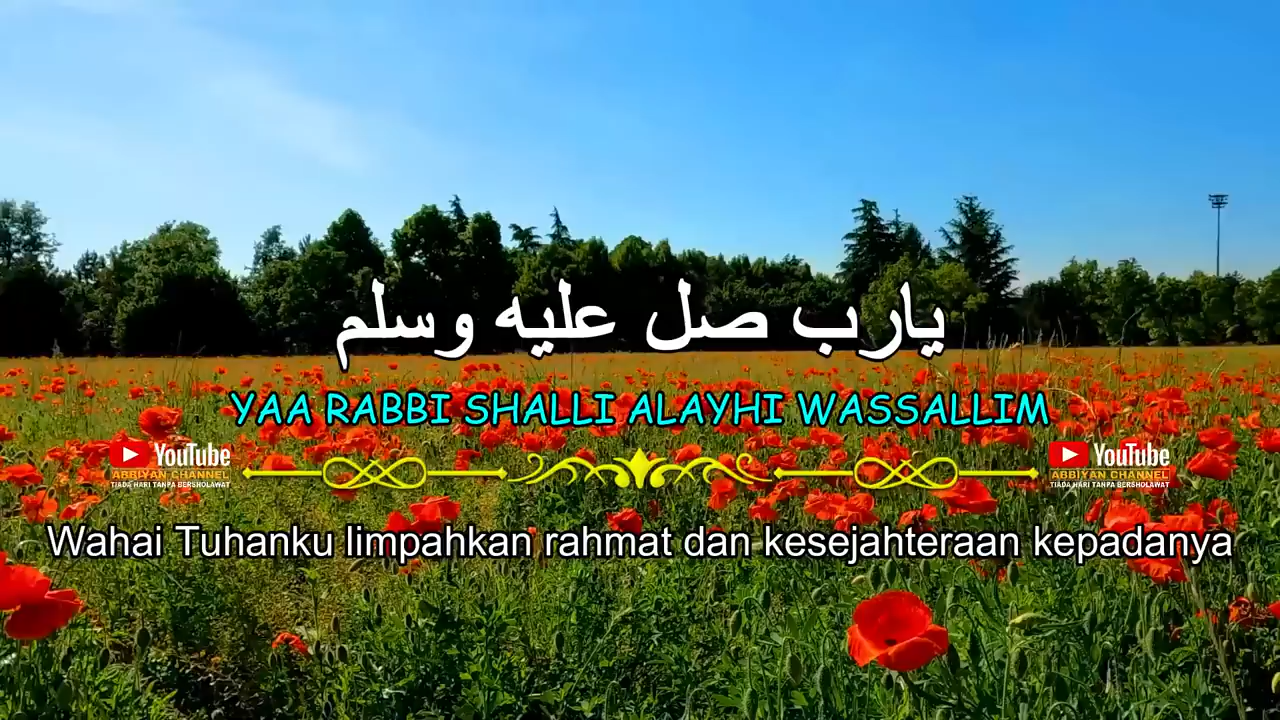 يارب صل عليه وسلم
YAA RABBI SHALLI ALAYHI WASSALLIM
YouTube
ABBIYAN CHANNEL
TIADA HARI TANPA BERSHOLAWAT
YouTube
ABBIYAN CHANNEL
TIADA HARI TANPA BERSHOLAWAT
Wahai Tuhanku limpahkan rahmat dan kesejahteraan kepadanya